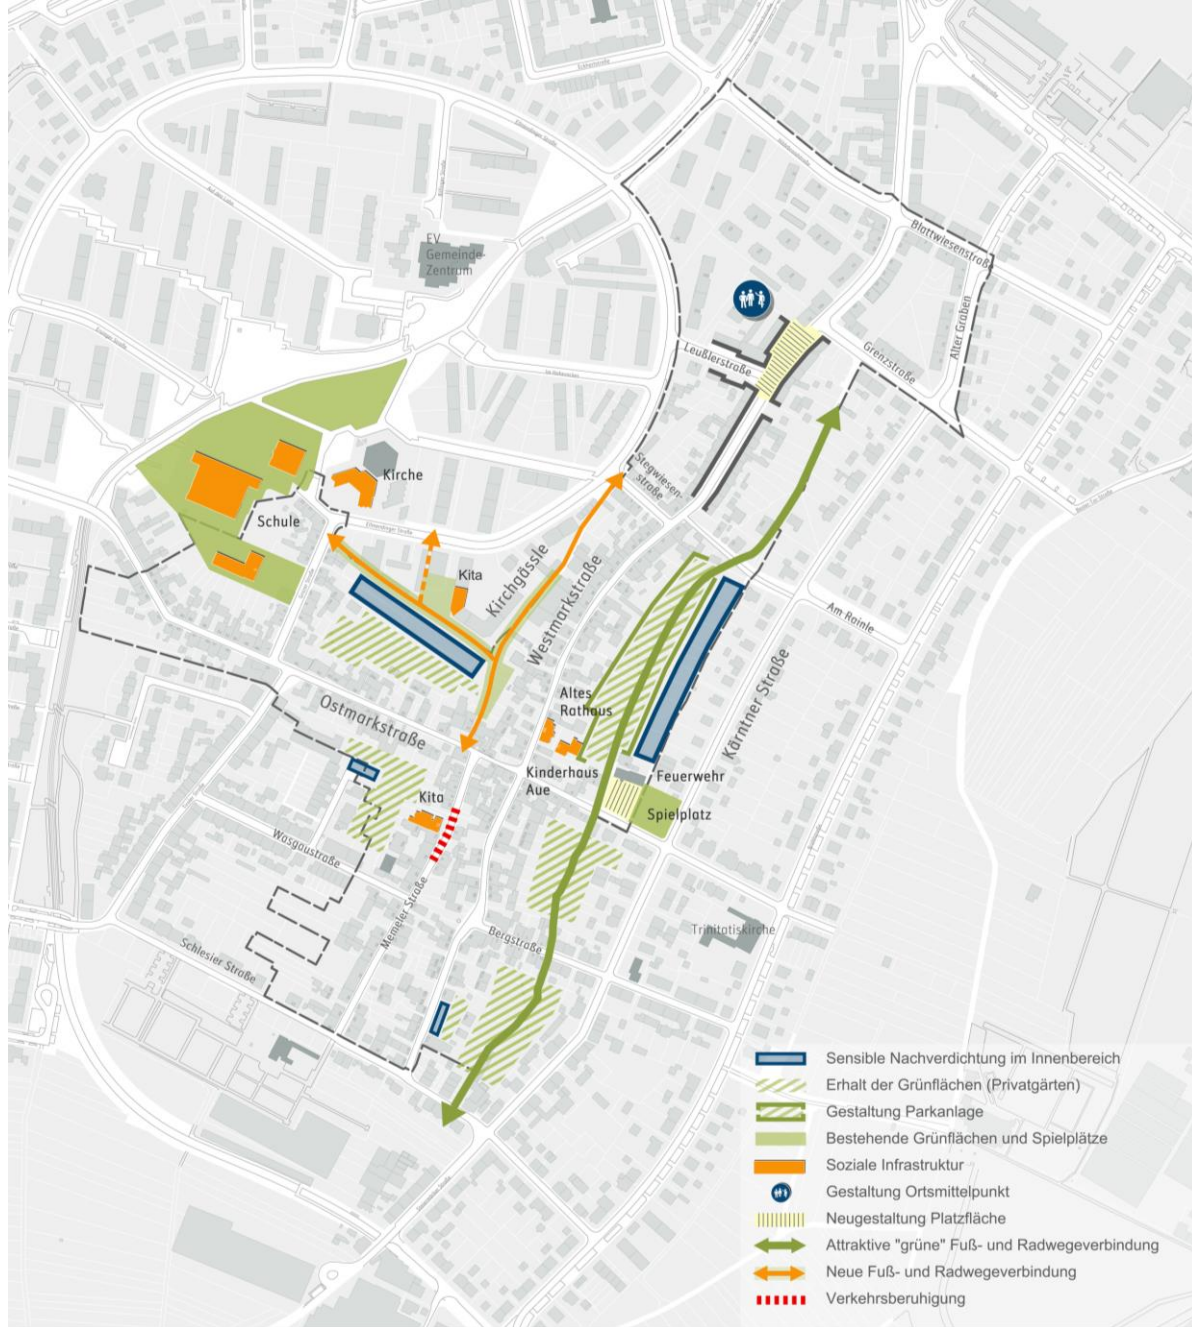 EV
Gemeinde-
Zentrum
Blattwiesenstraße
Alter Graben
Grenzstraße
Leußlerstraße
Stegwiesen-
straße
Kirche
Schule
Kita
Kirchgässle
Westmarkstraße
Am Rainle
Kärntner Straße
Ostmarkstraße
Altes
Rathaus
Kinderhaus
Aue
Feuerwehr
Spielplatz
Kita
Wasgaustraße
Memeler Straße
Bergstraße
Trinitatiskirche
Schlesier Straße
Sensible Nachverdichtung im Innenbereich
Erhalt der Grünflächen (Privatgärten)
Gestaltung Parkanlage
Bestehende Grünflächen und Spielplätze
Soziale Infrastruktur
Gestaltung Ortsmittelpunkt
Neugestaltung Platzfläche
Attraktive "grüne" Fuß- und Radwegeverbindung
Neue Fuß- und Radwegeverbindung
Verkehrsberuhigung